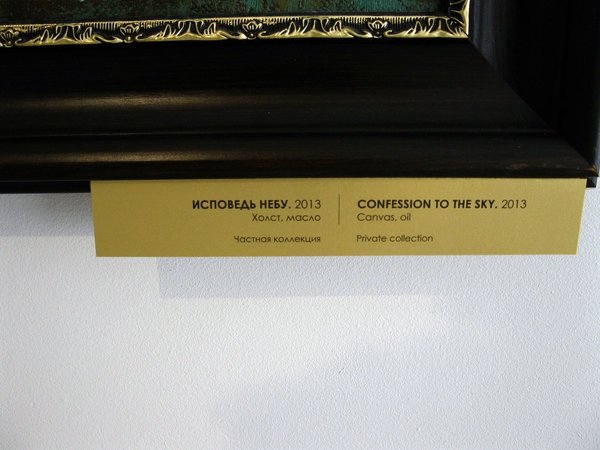 ИСПОВЕДЬ НЕБУ. 2013
Холст, масло
Частная коллекция
CONFESSION TO THE SKY. 2013
Canvas, oil
Private collection